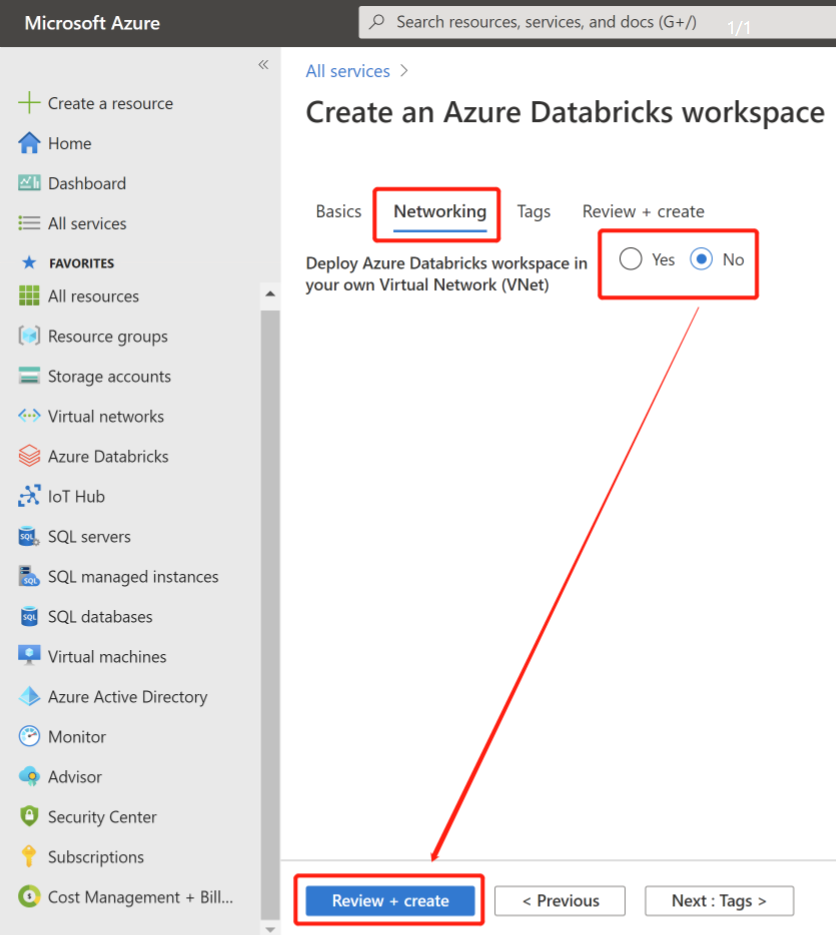 Microsoft Azure
Search resources, services, and docs (G+/)
1/1
«
Create a resource
Home
Dashboard
All services
FAVORITES
All resources
Resource groups
Storage accounts
Virtual networks
Azure Databricks
IoT Hub
SQL servers
SQL managed instances
SQL databases
Virtual machines
Azure Active Directory
Monitor
Advisor
Security Center
Subscriptions
Cost Management + Bill...
All services >
Create an Azure Databricks workspace
Basics Networking Tags Review + create
Deploy Azure Databricks workspace in
your own Virtual Network (VNet)
Yes No
Review + create < Previous Next : Tags >